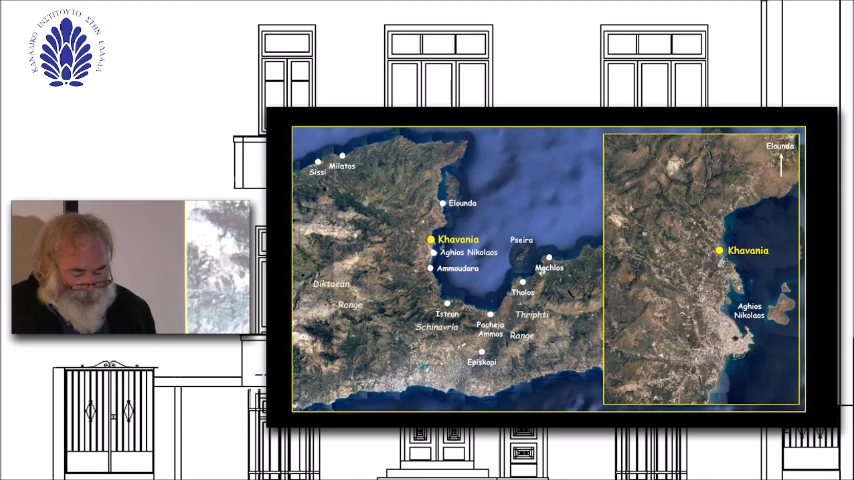 ΚΑΝΑΔΙΚΟ ΙΝΣΤΙΤΟΥΤΟ ΣΤΗΝ ΕΛΛΑΔΑ
Sissi
Milatos
Elounda
Khavania
Aghios Nikolaos
Ammoudara
Pseira
Mochlos
Tholos
Diktaean
Range
Istron
Schinavria
Pacheia
Ammos
Thriphti
Range
Episkopi
Elounda
Khavania
Aghios
Nikolaos